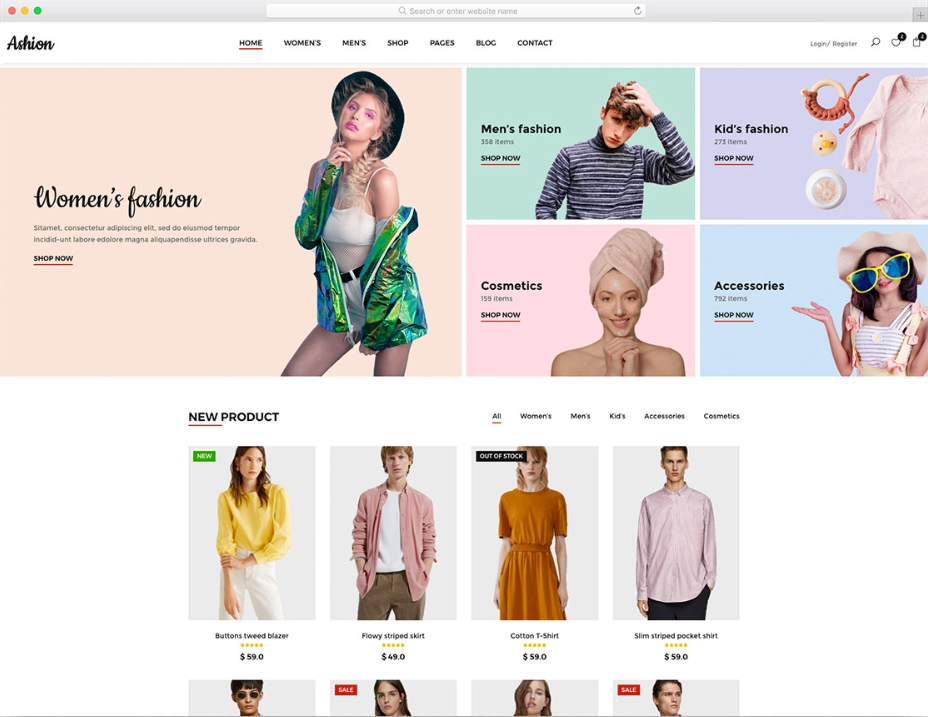 Search or enter website name
Ashion
HOME WOMEN'S MEN'S SHOP PAGES BLOG CONTACT
Login/ Register
2
2
Women's fashion
Sitamet, consectetur adipiscing elit, sed do eiusmod tempor
incidid-unt labore edolore magna aliquapendisse ultrices gravida.
SHOP NOW
Men's fashion
358 items
SHOP NOW
Kid's fashion
273 items
SHOP NOW
Cosmetics
159 items
SHOP NOW
Accessories
792 items
SHOP NOW
NEW PRODUCT
All Women's Men's Kid's Accessories Cosmetics
NEW
OUT OF STOCK
Buttons tweed blazer
$ 59.0
Flowy striped skirt
$ 49.0
Cotton T-Shirt
$ 59.0
Slim striped pocket shirt
$ 59.0
SALE
SALE